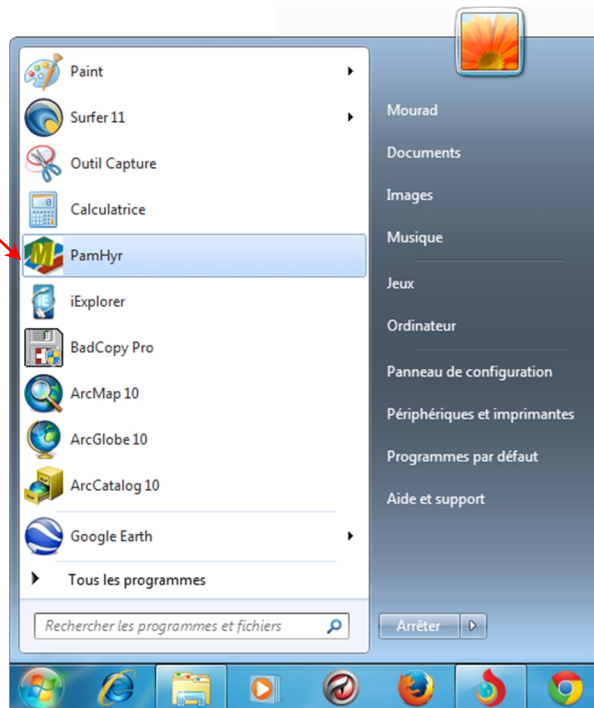 Paint
Surfer 11
Outil Capture
Calculatrice
PamHyr
iExplorer
BadCopy Pro
ArcMap 10
ArcGlobe 10
ArcCatalog 10
Google Earth
Tous les programmes
Rechercher les programmes et fichiers
Mourad
Documents
Images
Musique
Jeux
Ordinateur
Panneau de configuration
Périphériques et imprimantes
Programmes par défaut
Aide et support
Arrêter